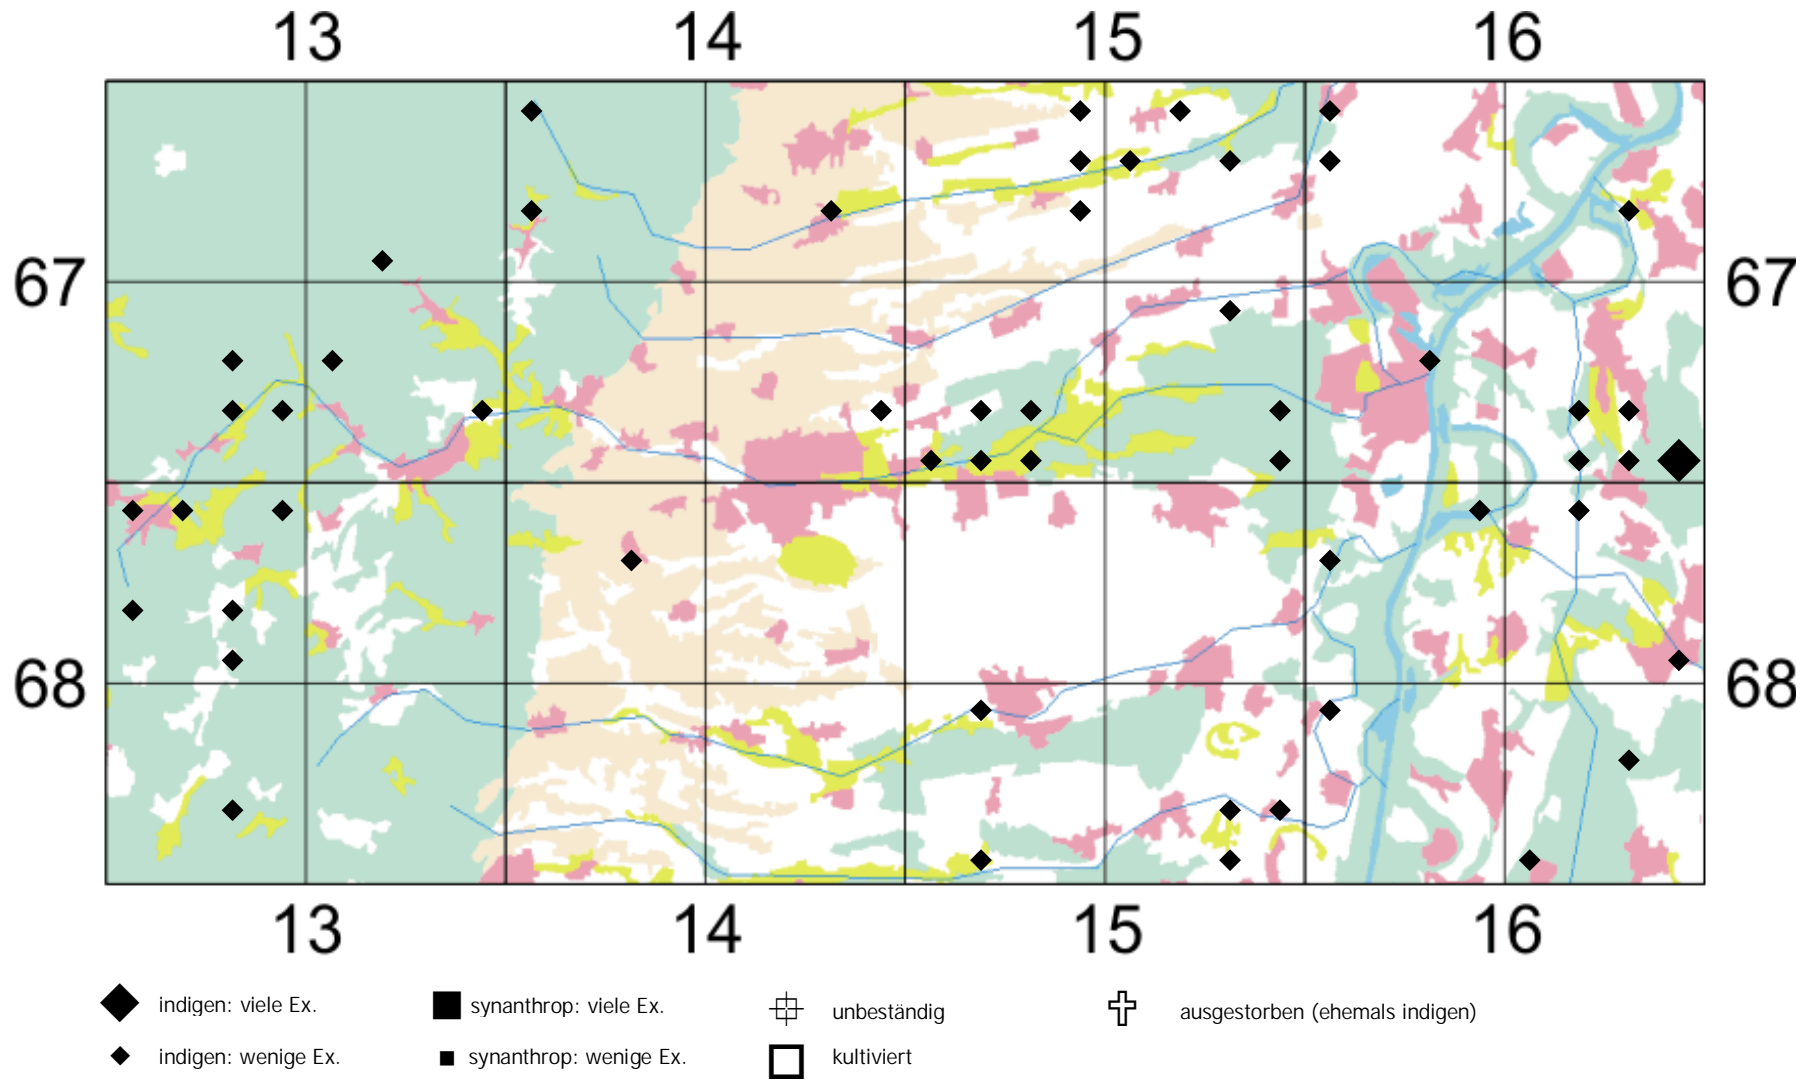 13 14 15 16
67 67
68 68
13 14 15 16
indigen: viele Ex. synanthrop: viele Ex. unbeständig ausgestorben (ehemals indigen)
indigen: wenige Ex. synanthrop: wenige Ex. kultiviert